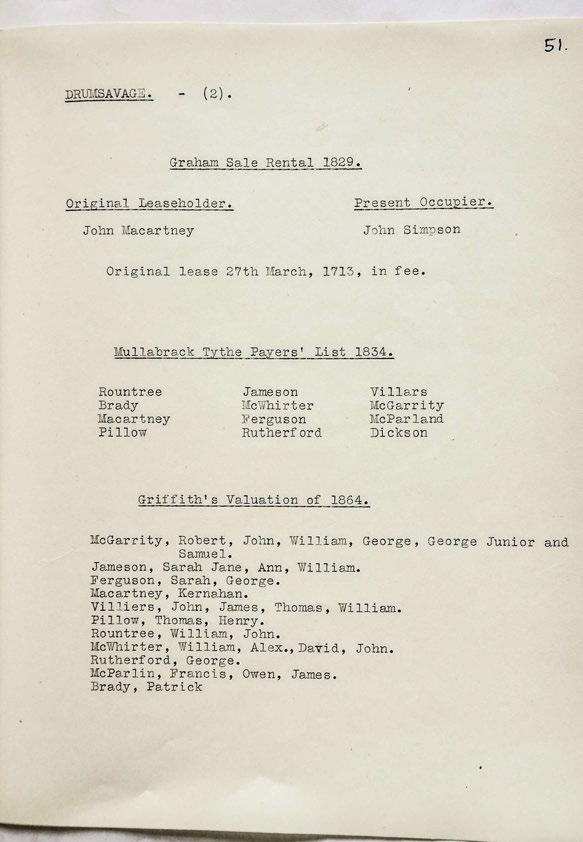 51.
DRUMSAVAGE. - (2).
Graham Sale Rental 1829.
Original Leaseholder. Present Occupier.
John Macartney John Simpson
Original lease 27th March, 1713, in fee.
Mullabrack Tythe Payers' List 1834.
Rountree Jameson Villars
Brady McWhirter McGarrity
Macartney Ferguson McParland
Pillow Rutherford Dickson
Griffith's Valuation of 1864.
McGarrity, Robert, John, William, George, George Junior and
Samuel.
Jameson, Sarah Jane, Ann, William.
Ferguson, Sarah, George.
Macartney, Kernahan.
Villiers, John, James, Thomas, William.
Pillow, Thomas, Henry.
Rountree, William, John.
McWhirter, William, Alex., David, John.
Rutherford, George.
McParlin, Francis, Owen, James.
Brady, Patrick